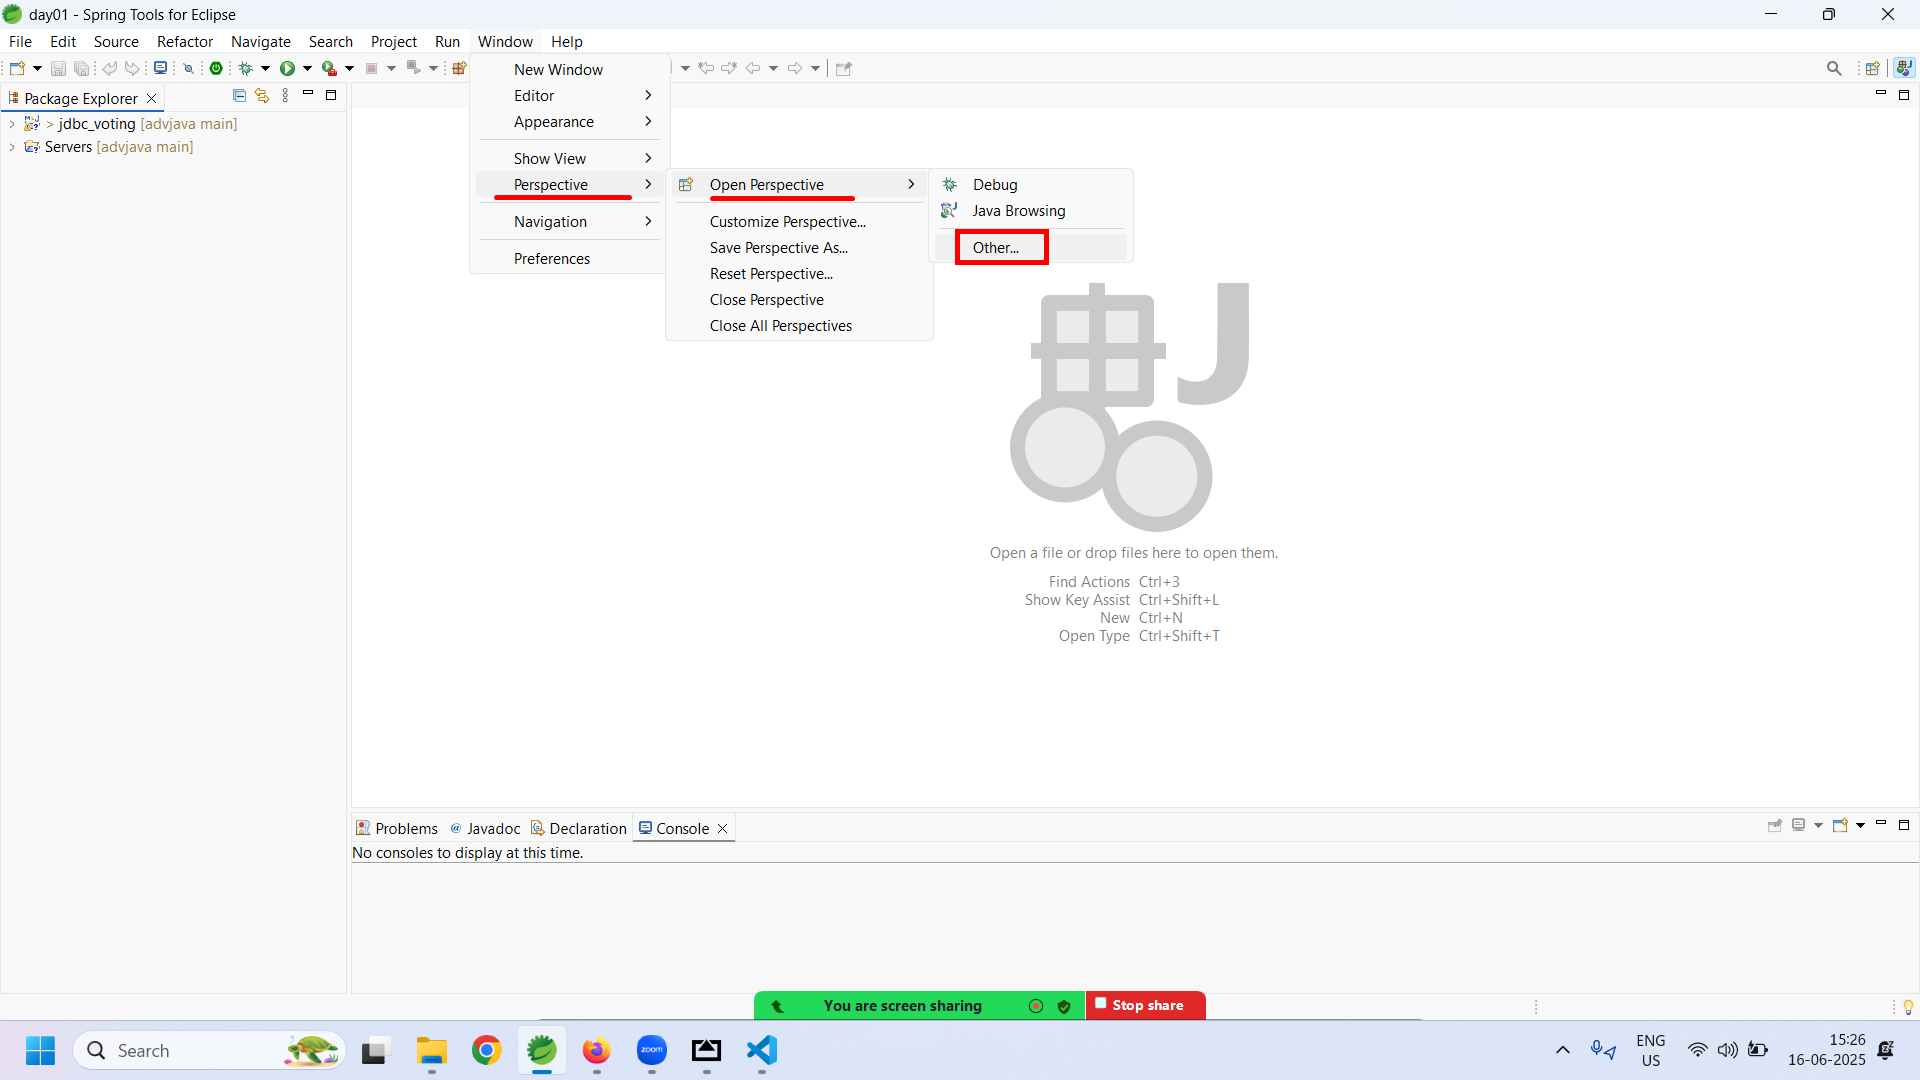 day01 - Spring Tools for Eclipse
File Edit Source Refactor Navigate Search Project Run Window Help
Package Explorer
> jdbc_voting [advjava main]
Servers [advjava main]
New Window
Editor
Appearance
Show View
Perspective
Navigation
Preferences
Open Perspective
Customize Perspective...
Save Perspective As...
Reset Perspective...
Close Perspective
Close All Perspectives
Debug
Java Browsing
Other...
Open a file or drop files here to open them.
Find Actions Ctrl+3
Show Key Assist Ctrl+Shift+L
New Ctrl+N
Open Type Ctrl+Shift+T
Problems @ Javadoc Declaration Console
No consoles to display at this time.
You are screen sharing Stop share
Search
zoom
ENG
US
15:26
16-06-2025